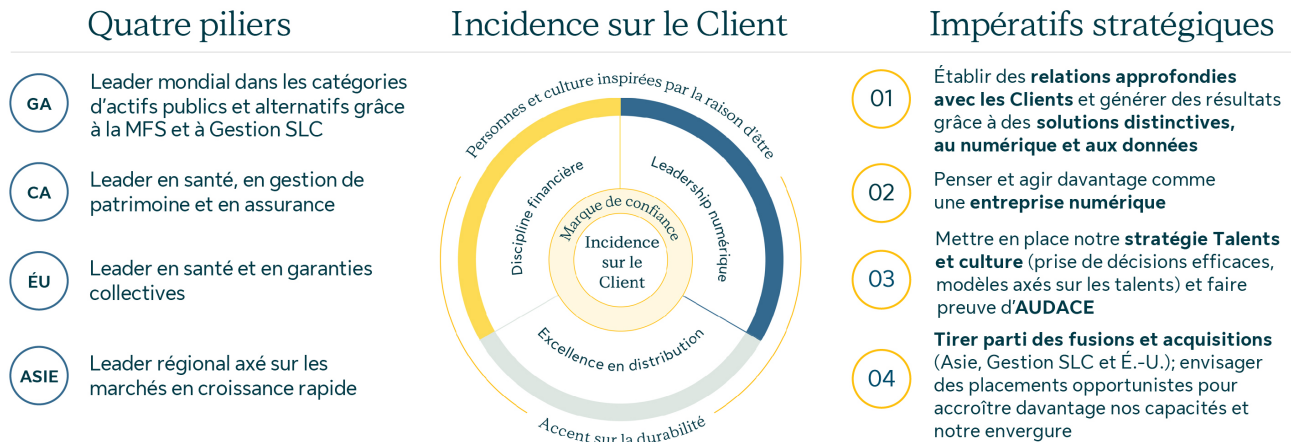 Quatre piliers
GA
Leader mondial dans les catégories
d'actifs publics et alternatifs grâce
à la MFS et à Gestion SLC
CA
Leader en santé, en gestion de
patrimoine et en assurance
ÉU
Leader en santé et en garanties
collectives
ASIE
Leader régional axé sur les
marchés en croissance rapide
Incidence sur le Client
Personnes et culture inspirées par la raison d'être
Discipline financière
Leadership numérique
Marque de confiance
Incidence
sur le
Client
Excellence en distribution
Accent sur la durabilité
Impératifs stratégiques
01
Établir des relations approfondies
avec les Clients et générer des résultats
grâce à des solutions distinctives,
au numérique et aux données
02
Penser et agir davantage comme
une entreprise numérique
03
Mettre en place notre stratégie Talents
et culture (prise de décisions efficaces,
modèles axés sur les talents) et faire
preuve d'AUDACE
04
Tirer parti des fusions et acquisitions
(Asie, Gestion SLC et É.-U.); envisager
des placements opportunistes pour
accroître davantage nos capacités et
notre envergure